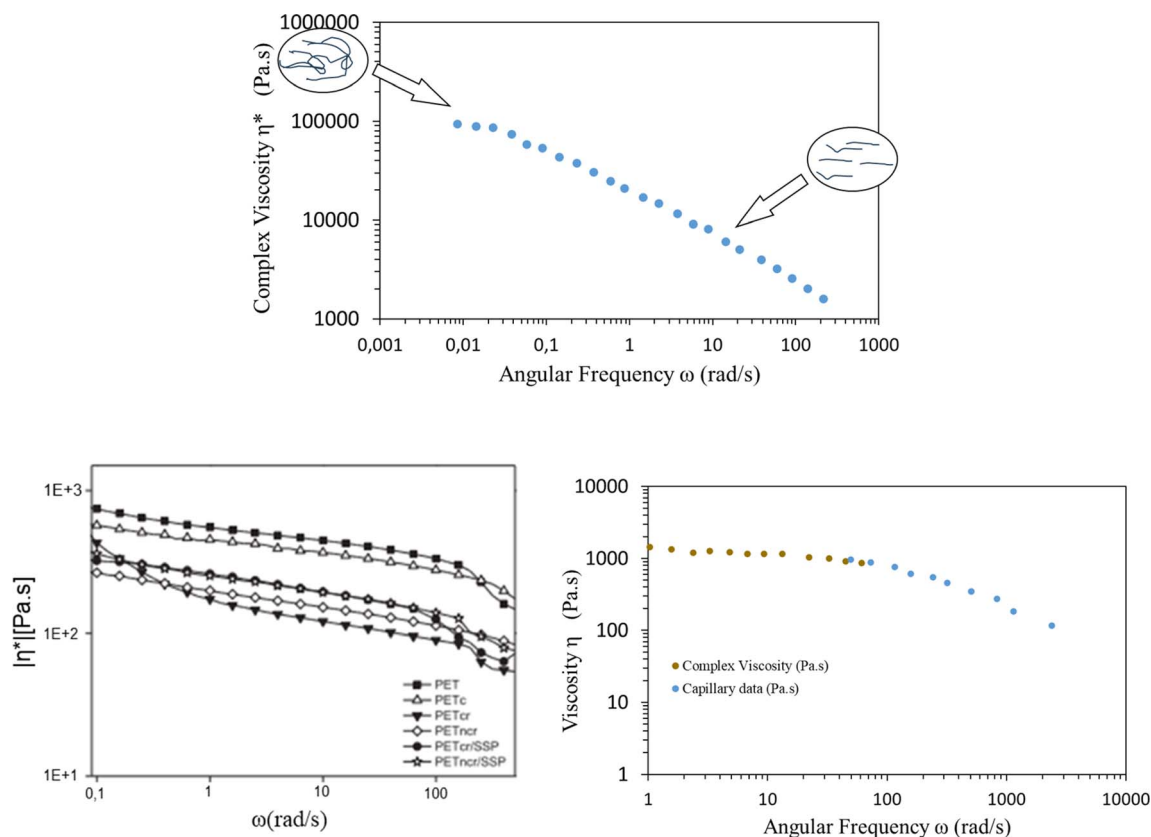 1000000
100000
10000
1000
Complex Viscosity η* (Pa.s)
0,001 0,01 0,1 1 10 100 1000
Angular Frequency ω (rad/s)
1E+3
1E+2
1E+1
|η*|[Pa.s]
PET
PETc
PETcr
PETncr
PETcr/SSP
PETncr/SSP
0,1 1 10 100
ω(rad/s)
10000
1000
100
10
1
Viscosity η (Pa.s)
Complex Viscosity (Pa.s)
Capillary data (Pa.s)
1 10 100 1000 10000
Angular Frequency ω (rad/s)